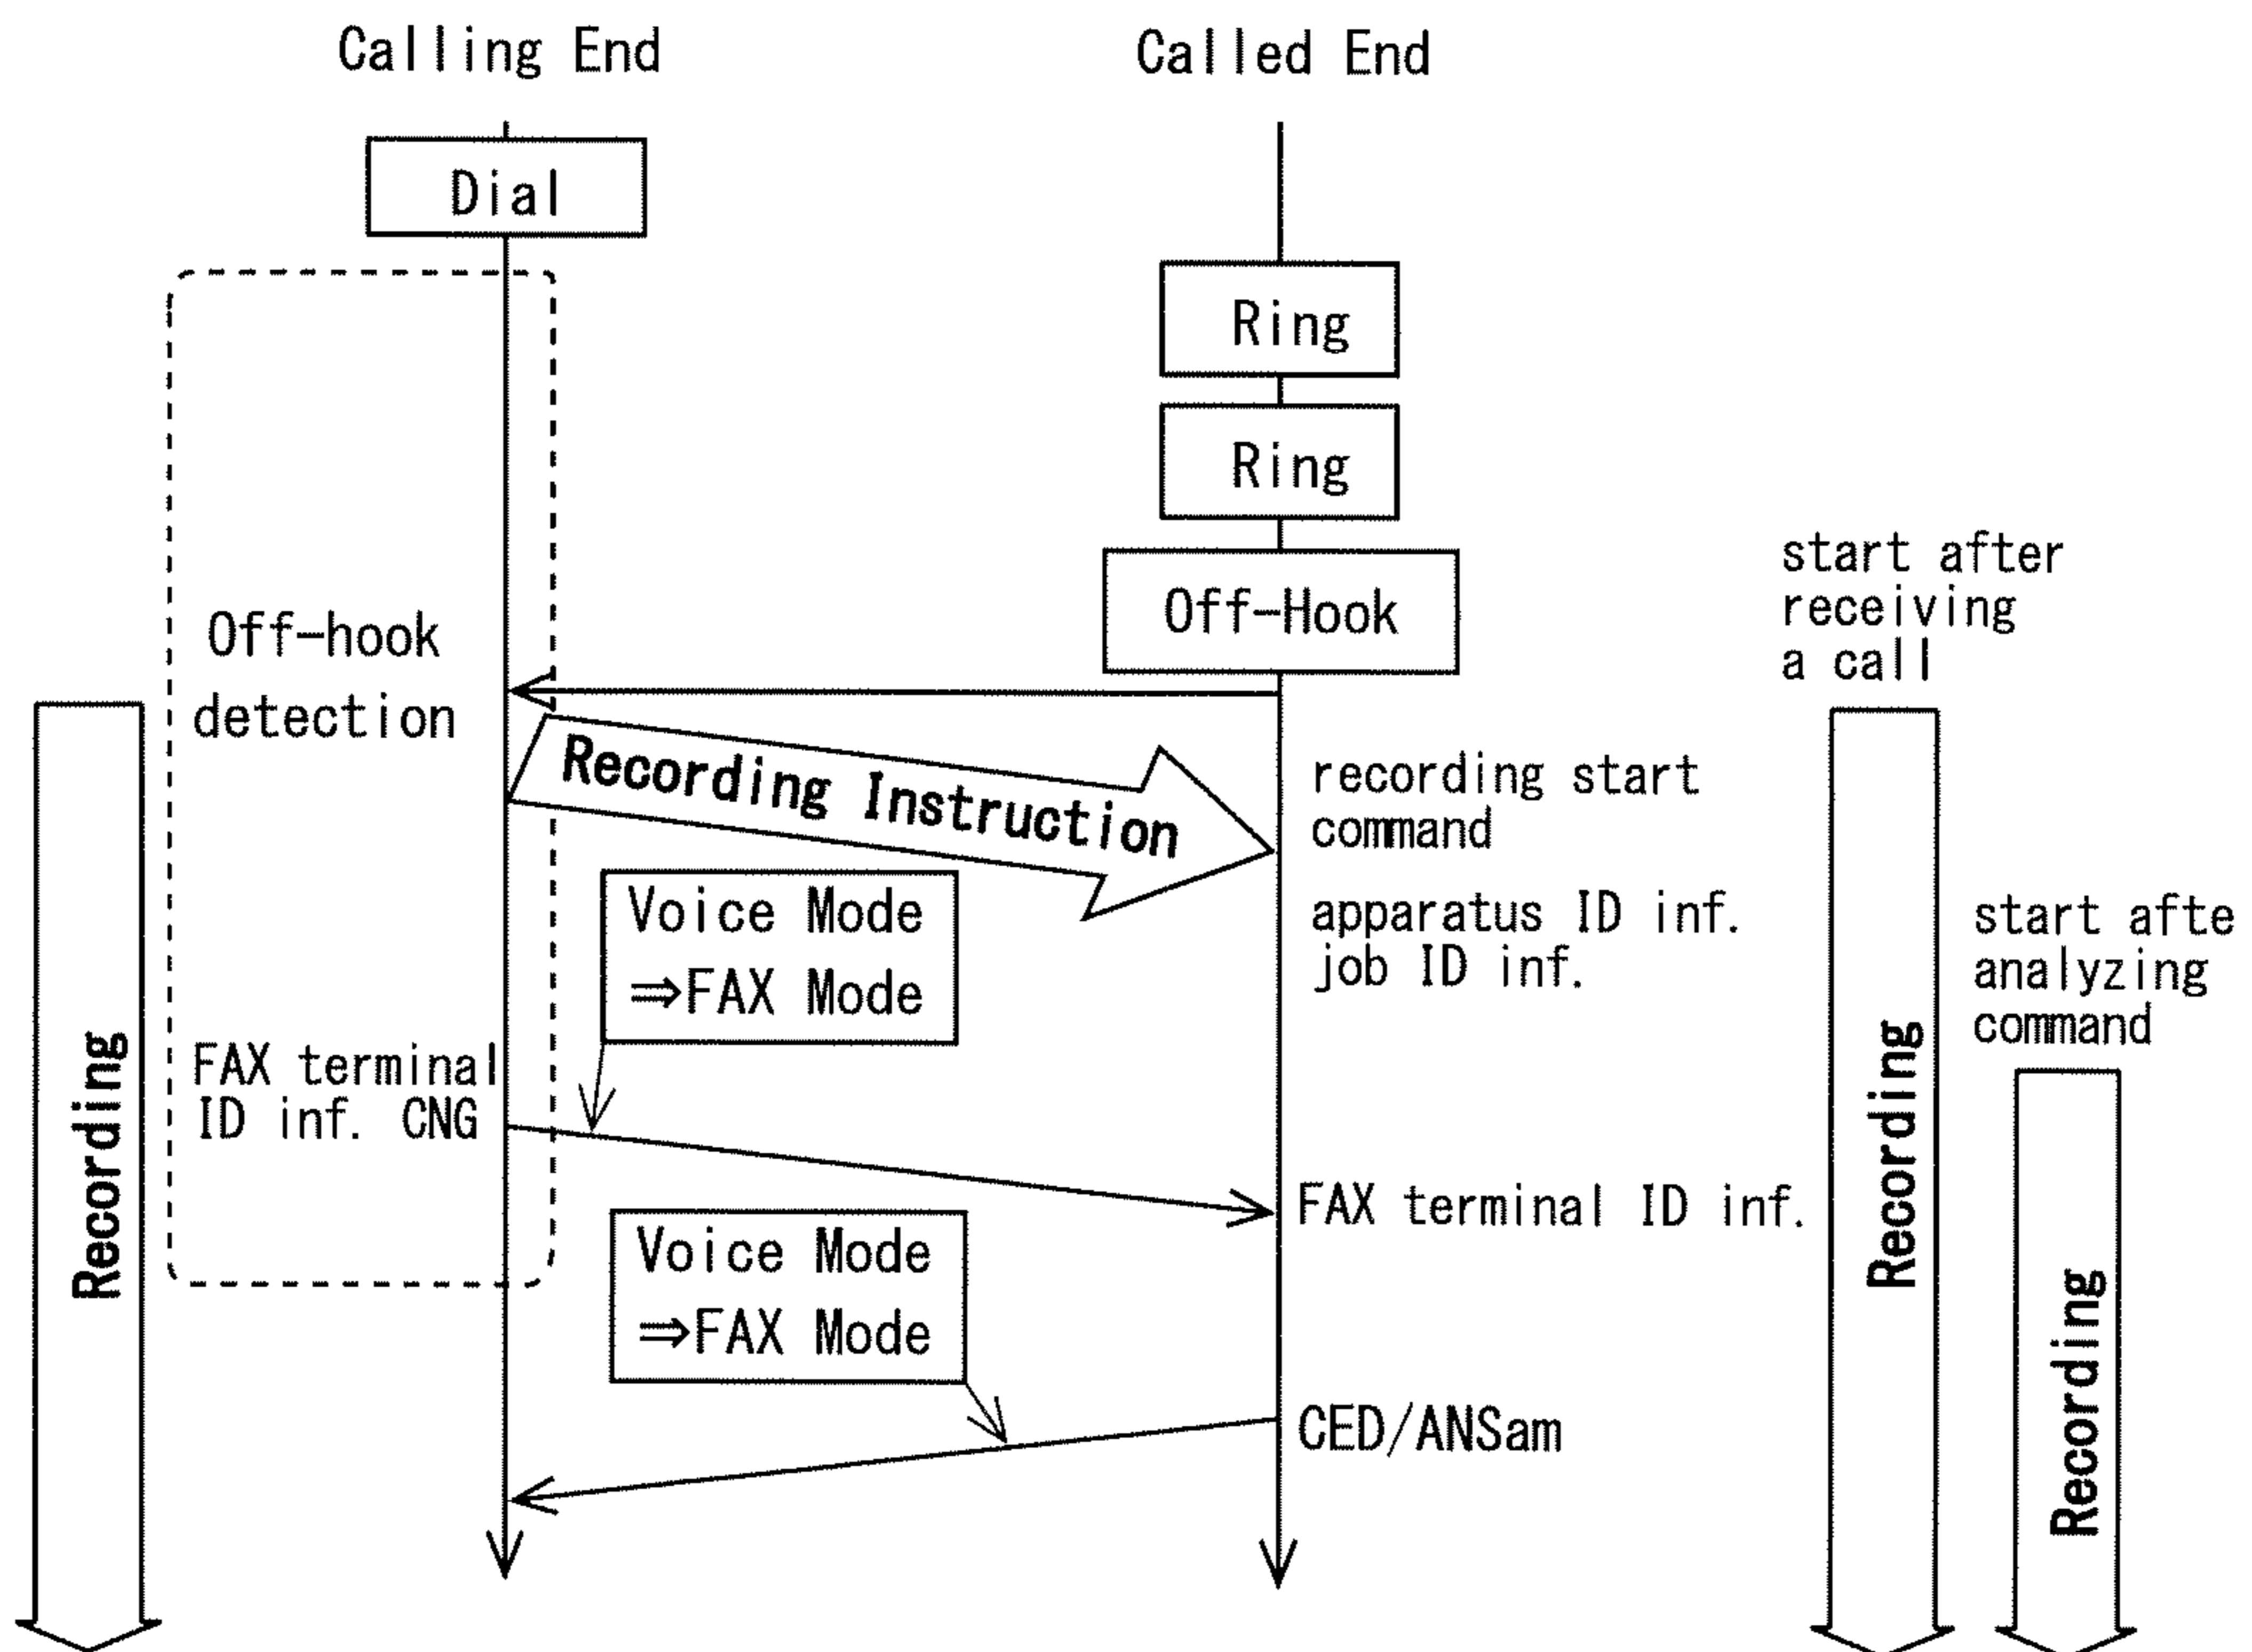 Calling End
Called End
Dial
Ring
Ring
Off-Hook
start after
receiving
a call
Off-hook
detection
Recording Instruction
recording start
command
apparatus ID inf.
job ID inf.
start afte
analyzing
command
Voice Mode
⇒FAX Mode
FAX terminal
ID inf. CNG
FAX terminal ID inf.
Voice Mode
⇒FAX Mode
CED/ANSam
Recording
Recording
Recording